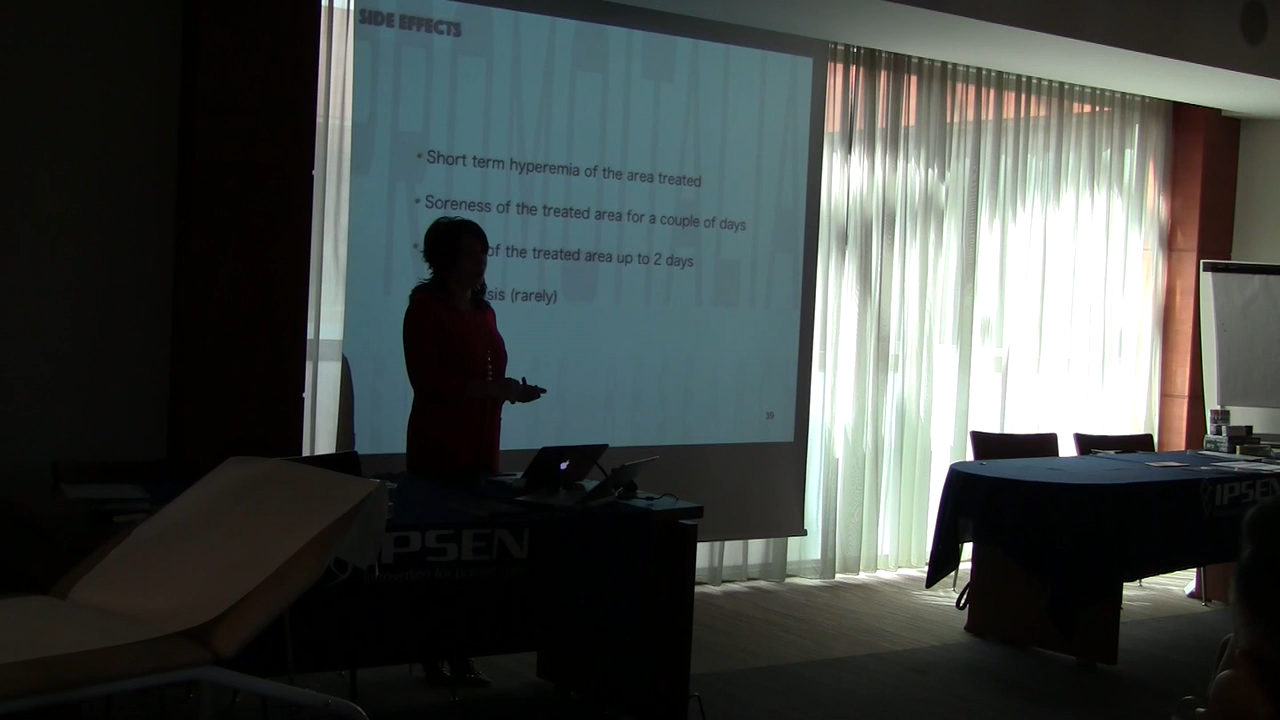 SIDE EFFECTS
• Short term hyperemia of the area treated
• Soreness of the treated area for a couple of days
of the treated area up to 2 days
sis (rarely)
39
IPSEN
IPSEN